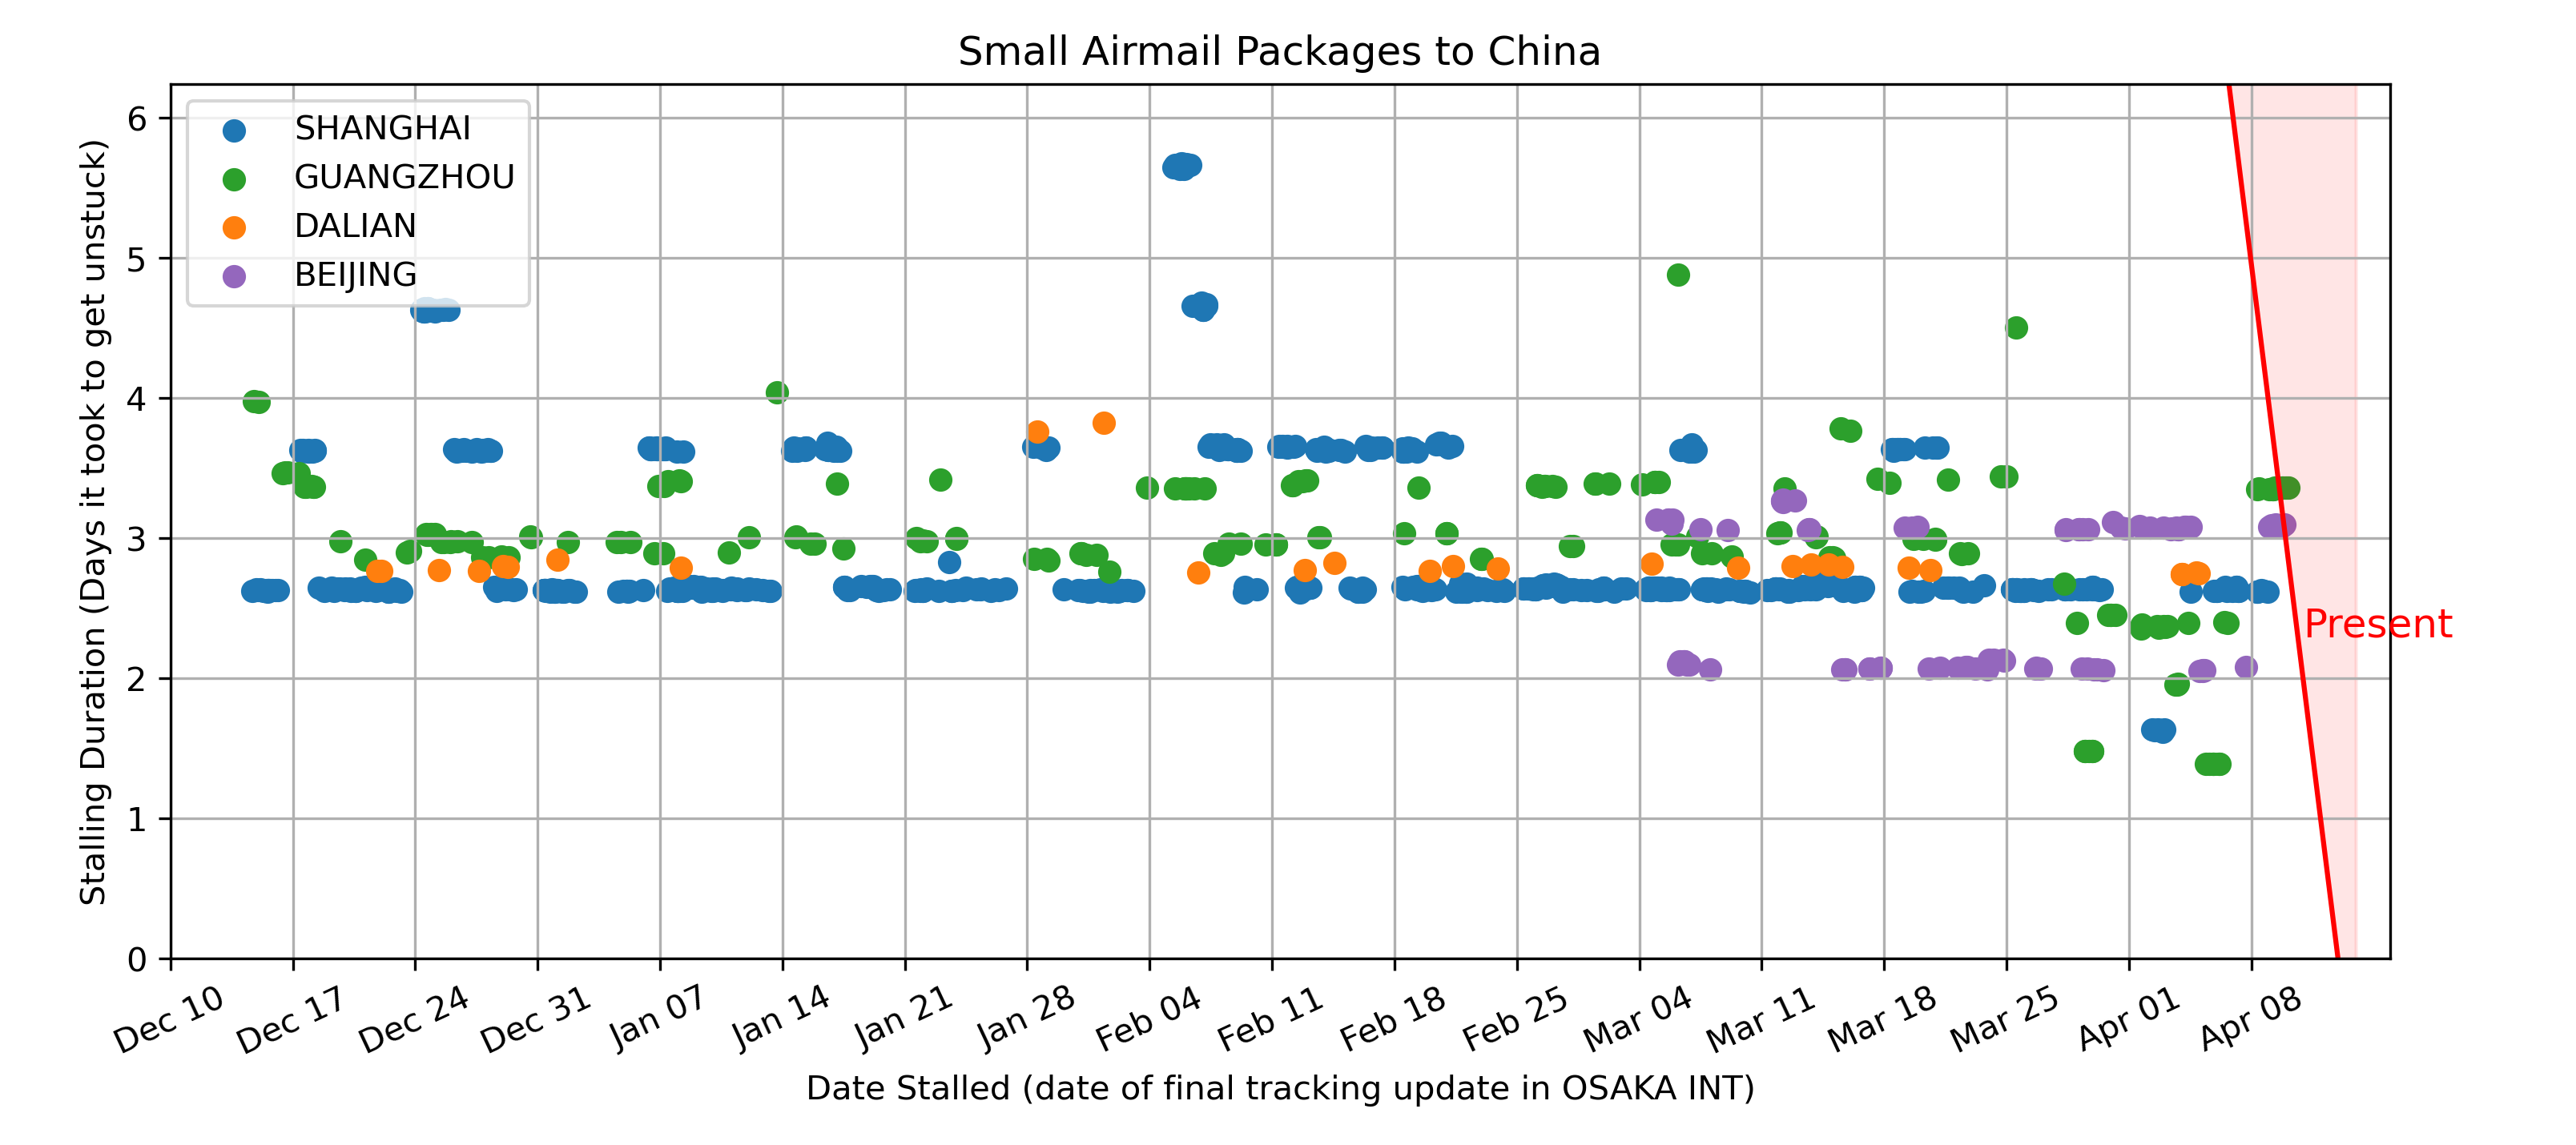 Small Airmail Packages to China
Stalling Duration (Days it took to get unstuck)
6
5
4
3
2
1
0
SHANGHAI
GUANGZHOU
DALIAN
BEIJING
Present
Dec 10
Dec 17
Dec 24
Dec 31
Jan 07
Jan 14
Jan 21
Jan 28
Feb 04
Feb 11
Feb 18
Feb 25
Mar 04
Mar 11
Mar 18
Mar 25
Apr 01
Apr 08
Date Stalled (date of final tracking update in OSAKA INT)